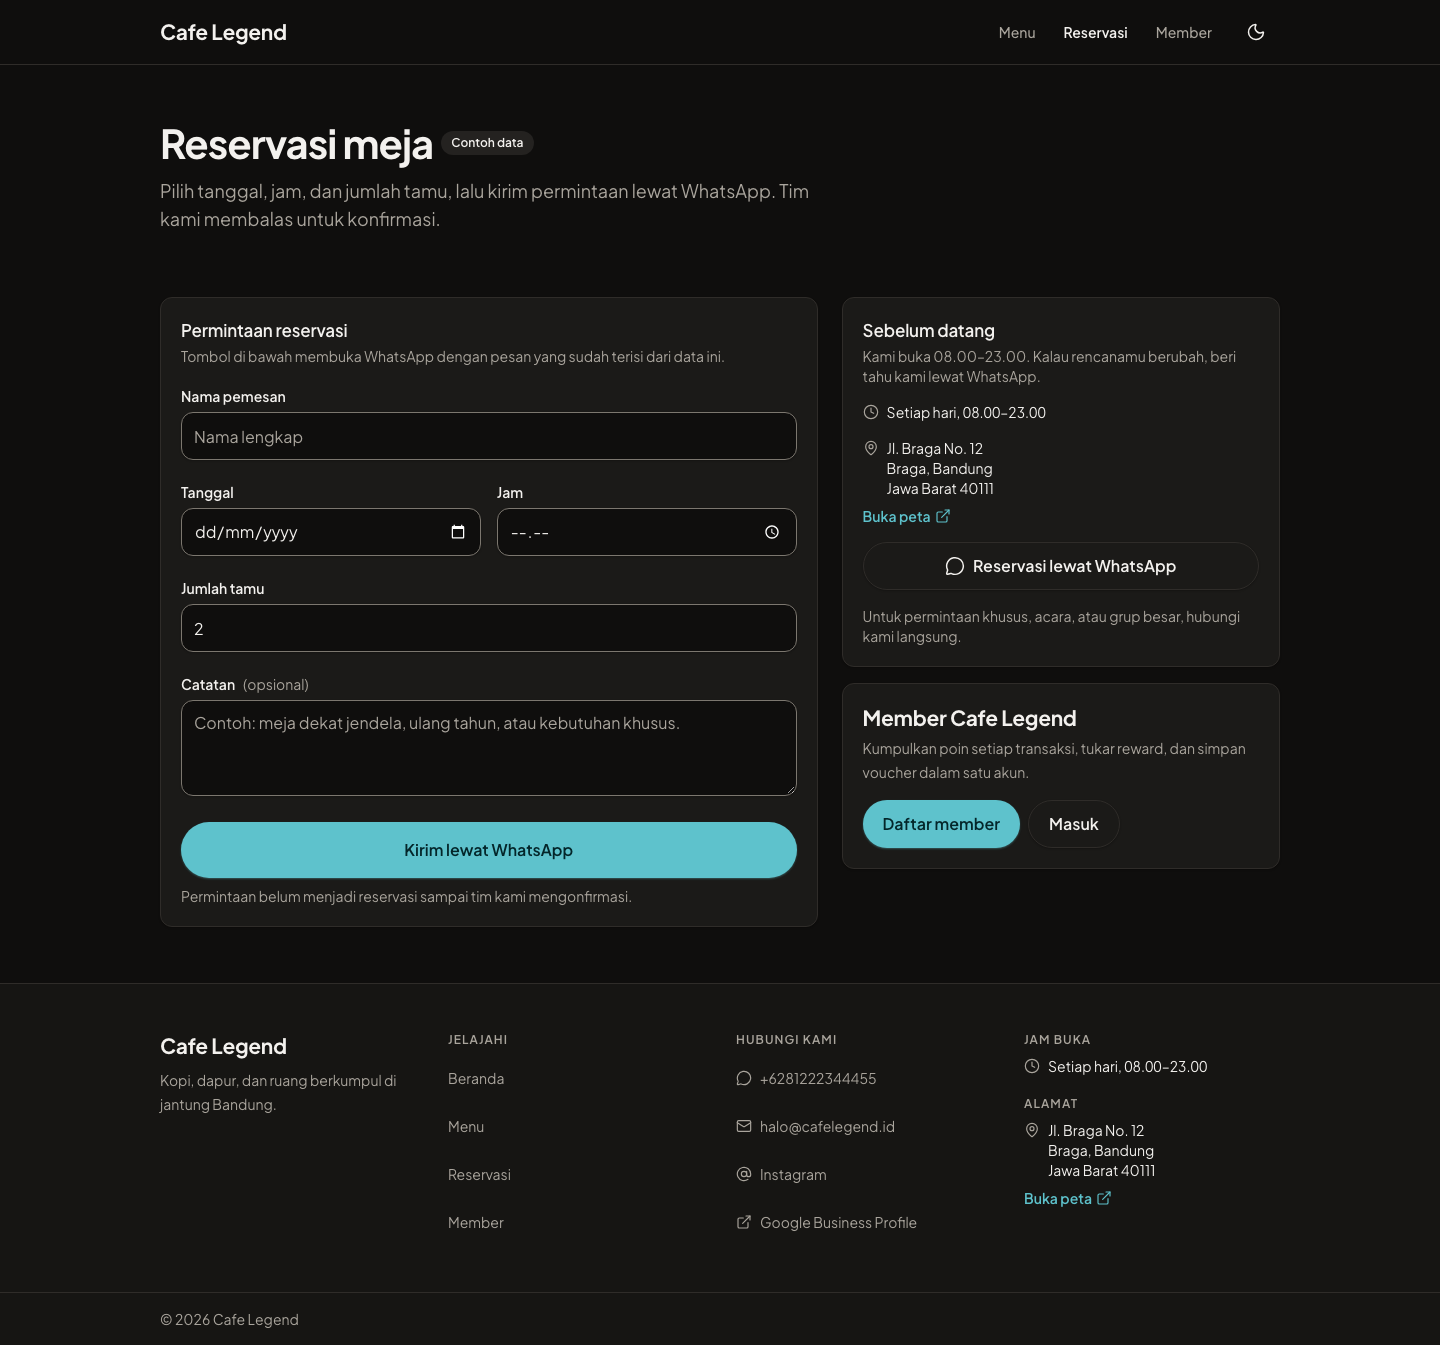 Cafe Legend
Menu
Reservasi
Member
Reservasi meja
Contoh data
Pilih tanggal, jam, dan jumlah tamu, lalu kirim permintaan lewat WhatsApp. Tim
kami membalas untuk konfirmasi.
Permintaan reservasi
Tombol di bawah membuka WhatsApp dengan pesan yang sudah terisi dari data ini.
Nama pemesan
Nama lengkap
Tanggal
Jam
dd/mm/yyyy
--.--
Jumlah tamu
2
Catatan (opsional)
Contoh: meja dekat jendela, ulang tahun, atau kebutuhan khusus.
Kirim lewat WhatsApp
Permintaan belum menjadi reservasi sampai tim kami mengonfirmasi.
Sebelum datang
Kami buka 08.00–23.00. Kalau rencanamu berubah, beri
tahu kami lewat WhatsApp.
Setiap hari, 08.00–23.00
Jl. Braga No. 12
Braga, Bandung
Jawa Barat 40111
Buka peta
Reservasi lewat WhatsApp
Untuk permintaan khusus, acara, atau grup besar, hubungi
kami langsung.
Member Cafe Legend
Kumpulkan poin setiap transaksi, tukar reward, dan simpan
voucher dalam satu akun.
Daftar member
Masuk
Cafe Legend
Kopi, dapur, dan ruang berkumpul di
jantung Bandung.
JELAJAHI
Beranda
Menu
Reservasi
Member
HUBUNGI KAMI
+6281222344455
halo@cafelegend.id
Instagram
Google Business Profile
JAM BUKA
Setiap hari, 08.00–23.00
ALAMAT
Jl. Braga No. 12
Braga, Bandung
Jawa Barat 40111
Buka peta
© 2026 Cafe Legend